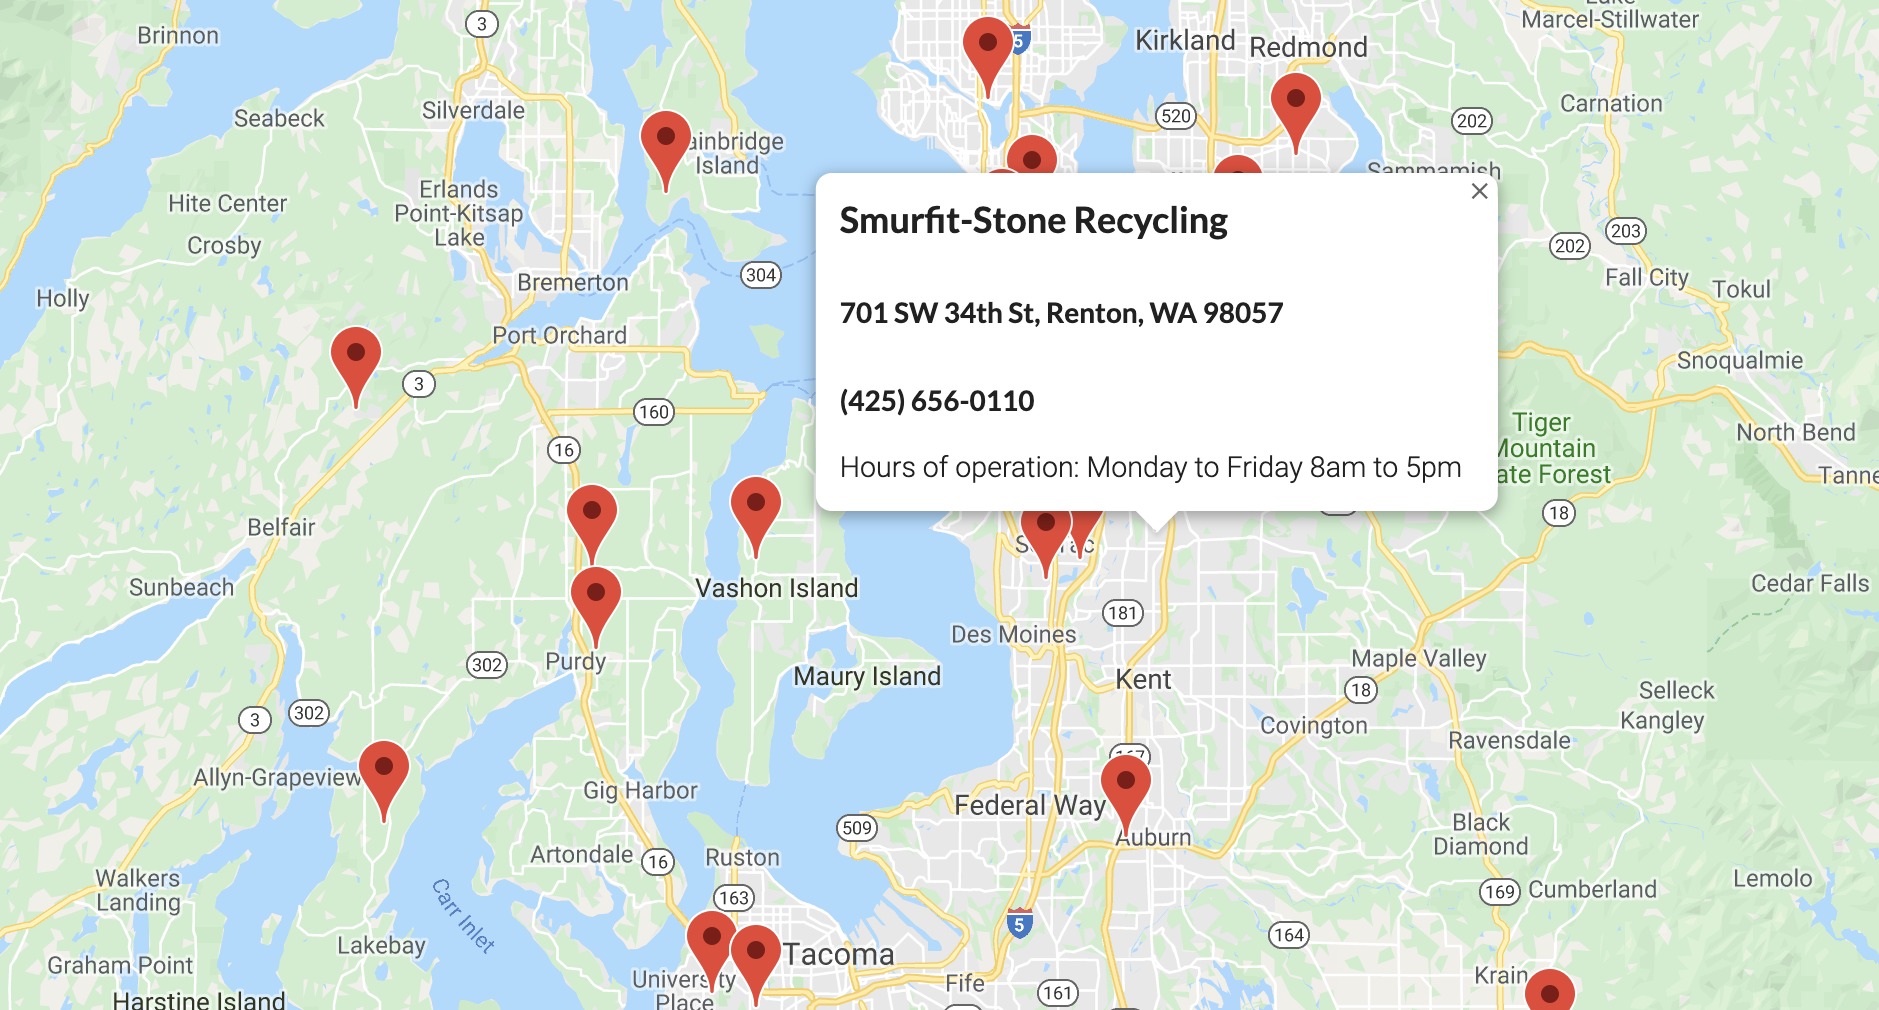 Smurfit-Stone Recycling
701 SW 34th St, Renton, WA 98057
(425) 656-0110
Hours of operation: Monday to Friday 8am to 5pm
Marcel-Stillwater
Brinnon
3
5
Kirkland
Redmond
Silverdale
Seabeck
520
202
Carnation
ainbridge
Island
Sammamish
Erlands
Point-Kitsap
Lake
Hite Center
Crosby
203
202
Holly
Bremerton
304
Fall City
Tokul
Port Orchard
Snoqualmie
3
160
16
Tiger
Mountain
ate Forest
North Bend
Tanne
18
Belfair
Sunbeach
Vashon Island
Cedar Falls
181
Des Moines
302
Purdy
Maury Island
Kent
Maple Valley
18
Selleck
Kangley
3
302
Covington
Ravensdale
167
Allyn-Grapeview
Gig Harbor
Federal Way
509
Auburn
Black
Diamond
Artondale
16
Ruston
Walkers
Landing
163
169
Cumberland
Lemolo
Carr Inlet
5
164
Lakebay
Tacoma
Graham Point
University
Place
Fife
161
Krain
Harstine Island